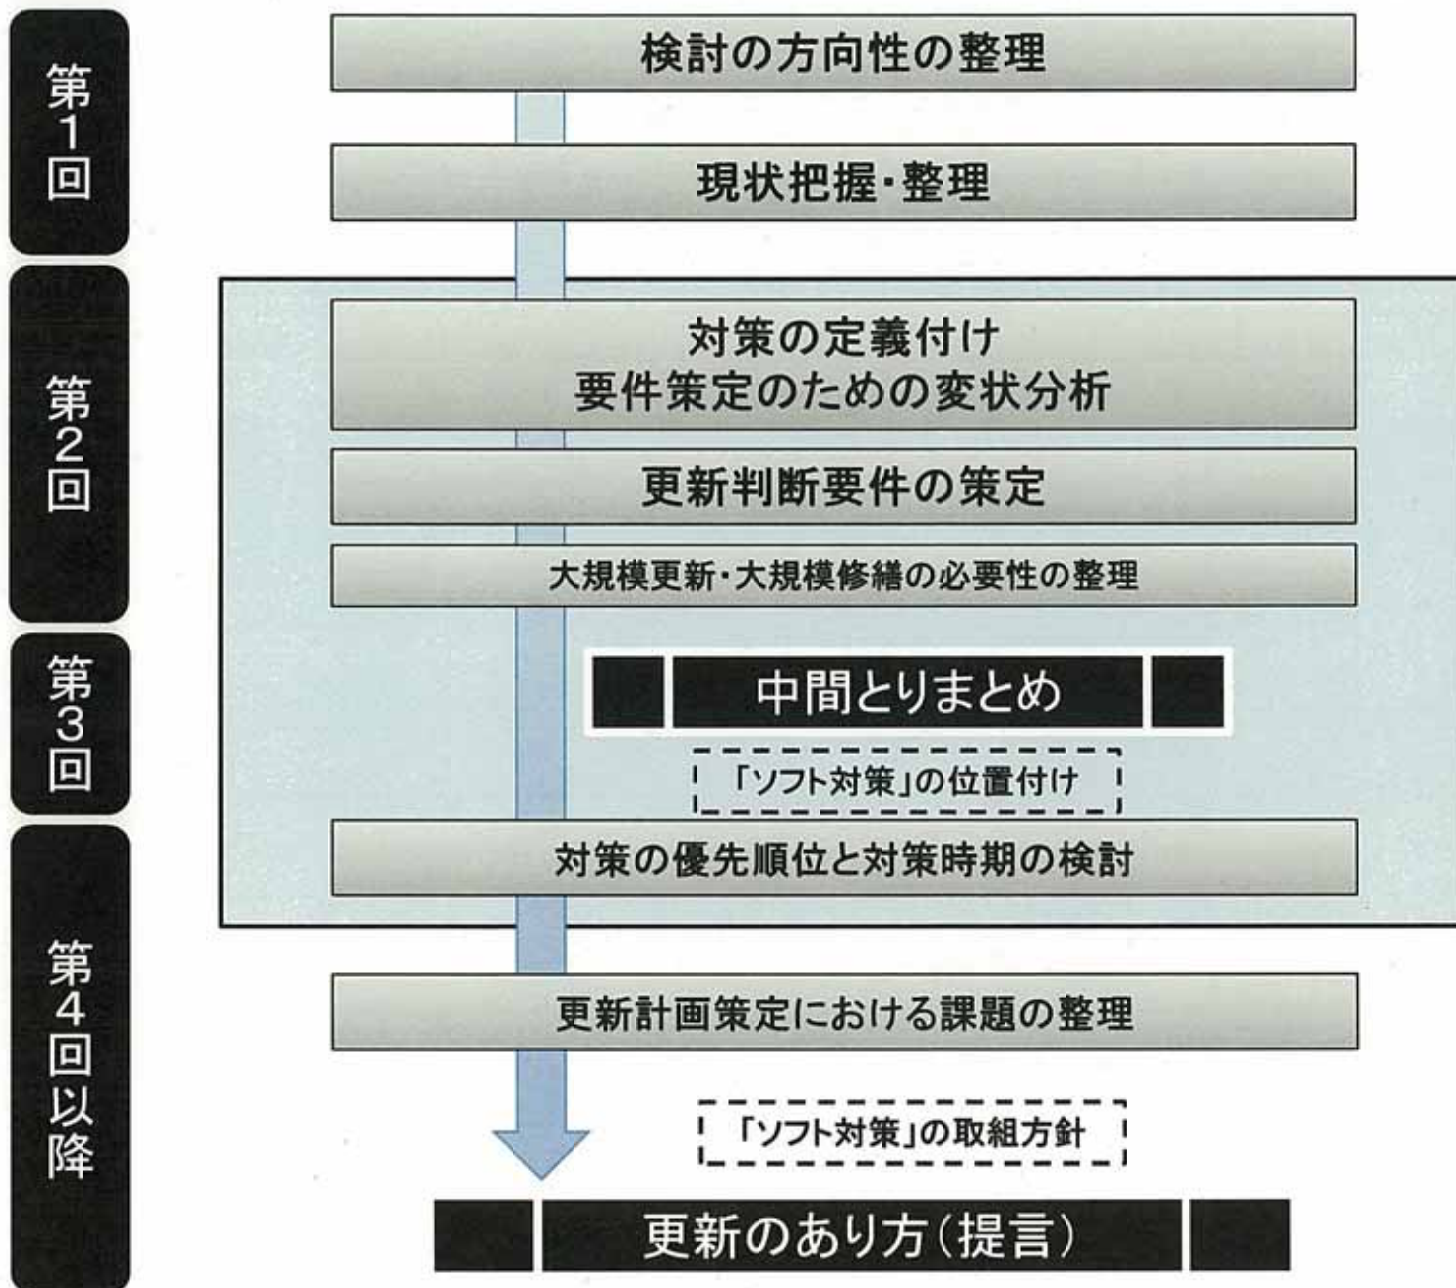 第1回
検討の方向性の整理
現状把握・整理
第2回
対策の定義付け
要件策定のための変状分析
更新判断要件の策定
大規模更新・大規模修繕の必要性の整理
第3回
中間とりまとめ
「ソフト対策」の位置付け
第4回以降
対策の優先順位と対策時期の検討
更新計画策定における課題の整理
「ソフト対策」の取組方針
更新のあり方(提言)